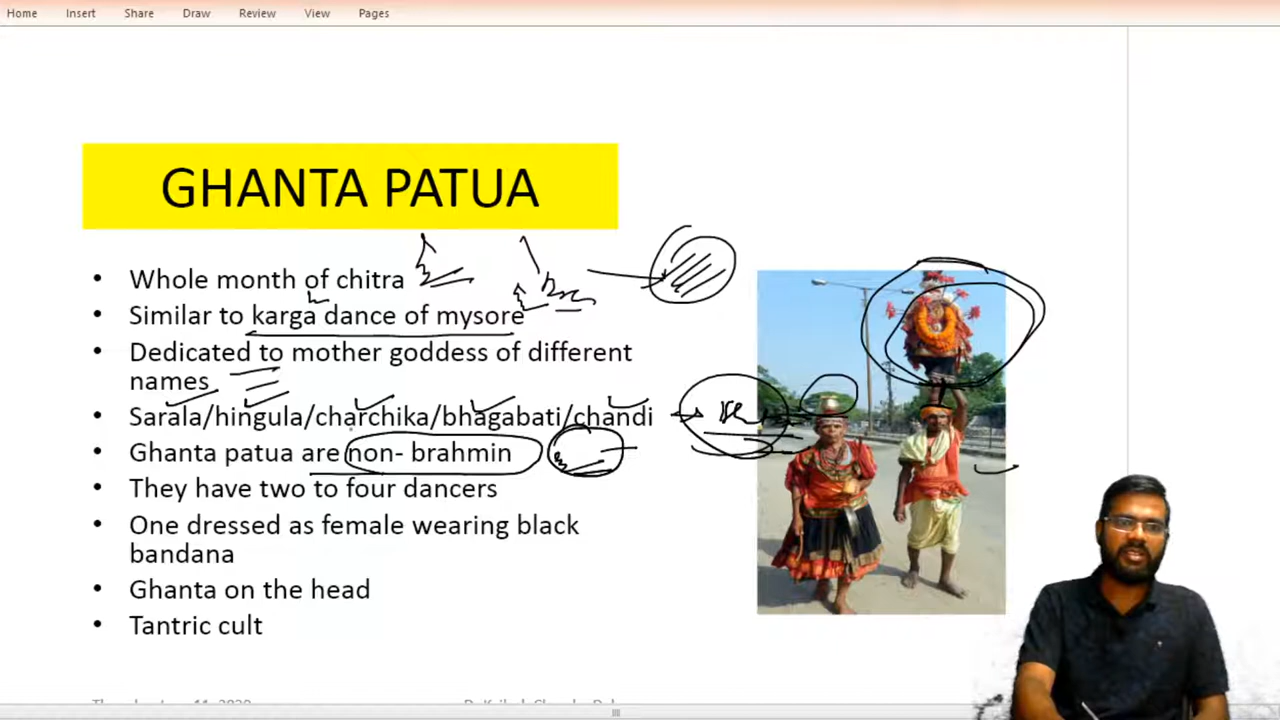 Home Insert Share Draw Review View Pages
GHANTA PATUA
• Whole month of chitra
• Similar to karga dance of mysore
• Dedicated to mother goddess of different
names
• Sarala/hingula/charchika/bhagabati/chandi
• Ghanta patua are non- brahmin
• They have two to four dancers
• One dressed as female wearing black
bandana
• Ghanta on the head
• Tantric cult